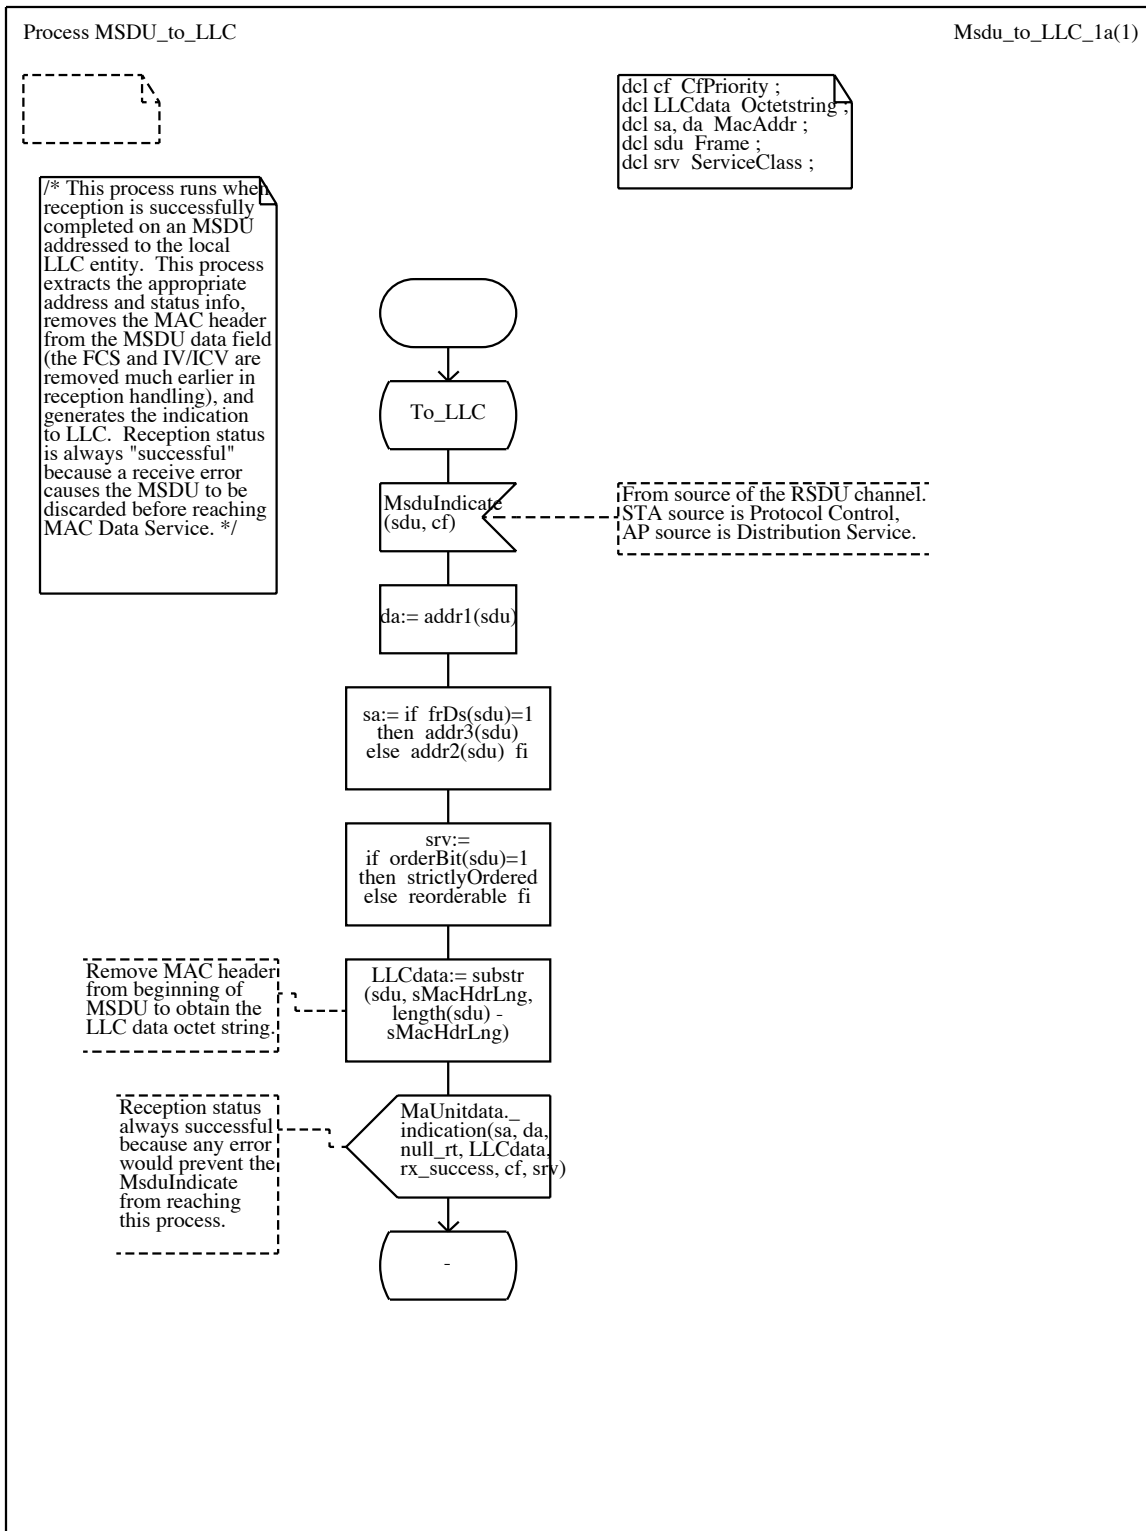 Process MSDU_to_LLC
Msdu_to_LLC_1a(1)
dcl cf  CfPriority ;
dcl LLCdata  Octetstring ;
dcl sa, da  MacAddr ;
dcl sdu  Frame ;
dcl srv  ServiceClass ;
/* This process runs when
reception is successfully
completed on an MSDU
addressed to the local
LLC entity.  This process
extracts the appropriate
address and status info,
removes the MAC header
from the MSDU data field
(the FCS and IV/ICV are
removed much earlier in
reception handling), and
generates the indication
to LLC.  Reception status
is always "successful"
because a receive error
causes the MSDU to be
discarded before reaching
MAC Data Service. */
To_LLC
MsduIndicate
(sdu, cf)
From source of the RSDU channel.
STA source is Protocol Control,
AP source is Distribution Service.
da:= addr1(sdu)
sa:= if  frDs(sdu)=1
then  addr3(sdu)
else  addr2(sdu)  fi
srv:=
if  orderBit(sdu)=1
then  strictlyOrdered
else  reorderable  fi
Remove MAC header
from beginning of
MSDU to obtain the
LLC data octet string.
LLCdata:= substr
(sdu, sMacHdrLng,
length(sdu) -
sMacHdrLng)
Reception status
always successful
because any error
would prevent the
MsduIndicate
from reaching
this process.
MaUnitdata._
indication(sa, da,
null_rt, LLCdata,
rx_success, cf, srv)
-